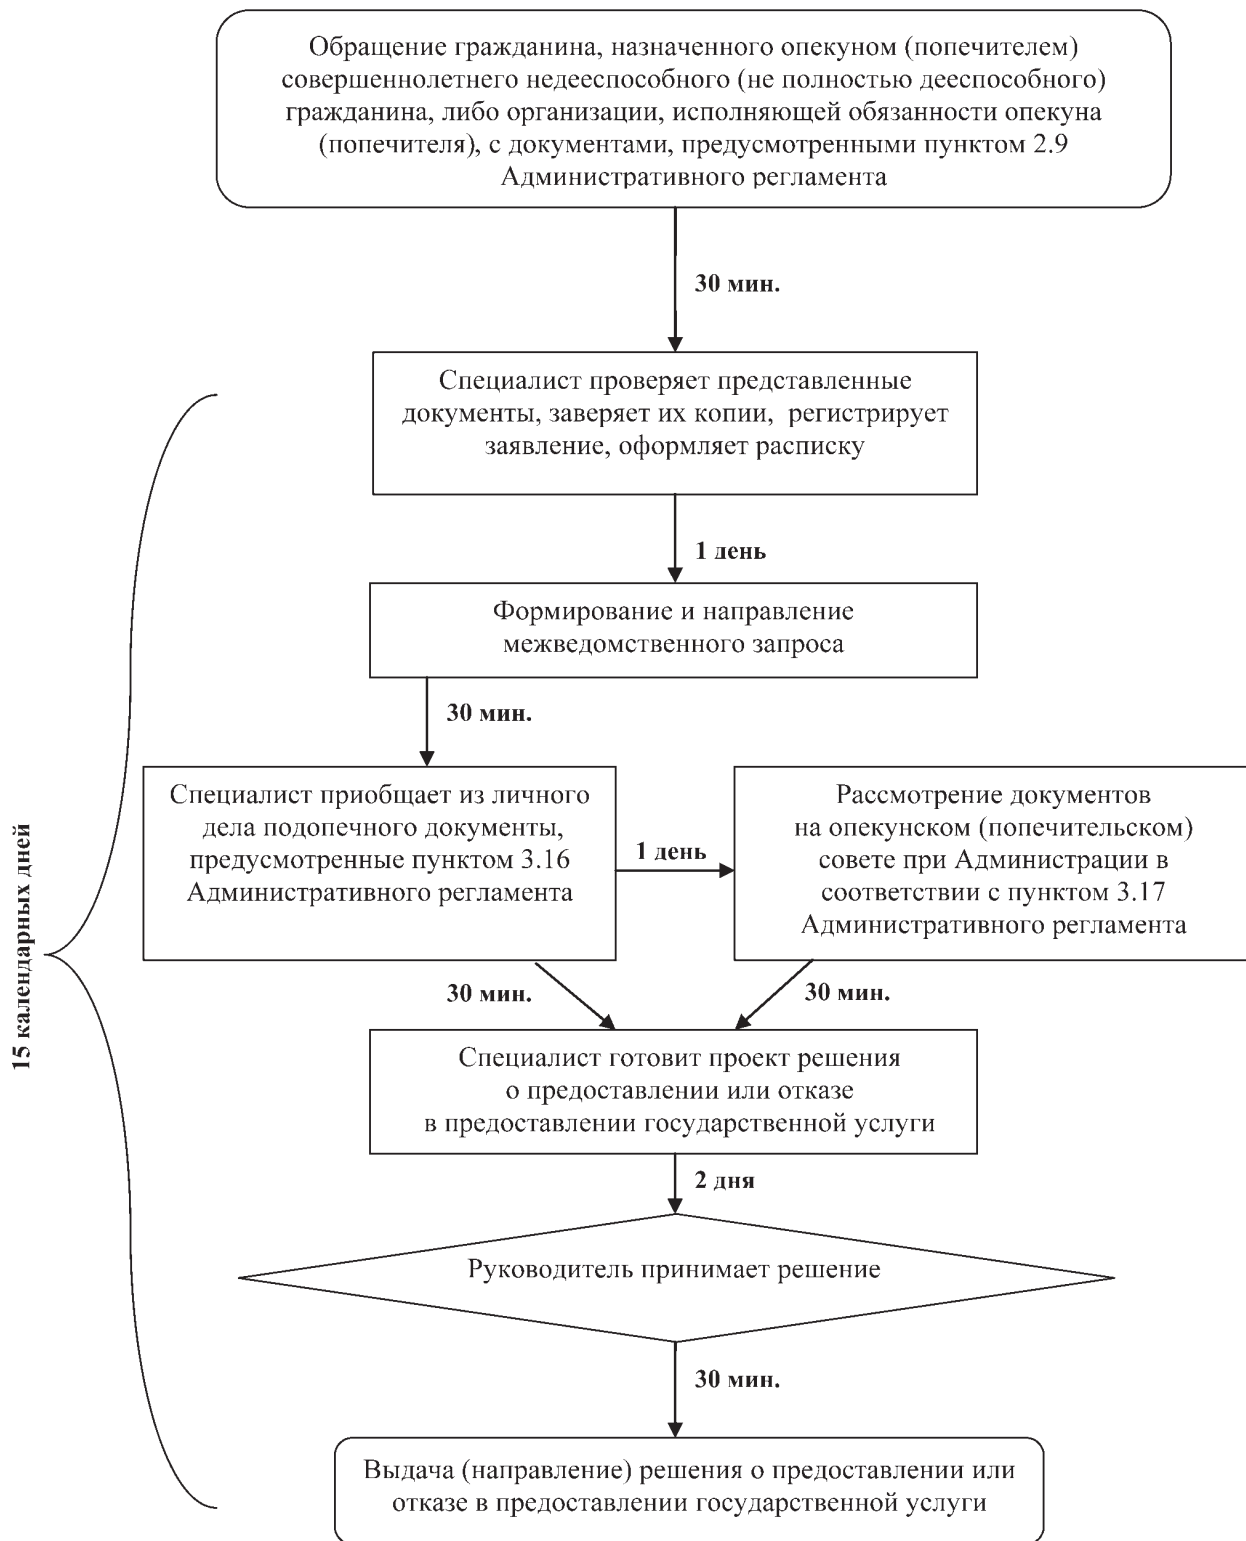 Обращение гражданина, назначенного опекуном (попечителем)
совершеннолетнего недееспособного (не полностью дееспособного)
гражданина, либо организации, исполняющей обязанности опекуна
(попечителя), с документами, предусмотренными пунктом 2.9
Административного регламента
30 мин.
Специалист проверяет представленные
документы, заверяет их копии, регистрирует
заявление, оформляет расписку
1 день
Формирование и направление
межведомственного запроса
30 мин.
Специалист приобщает из личного
дела подопечного документы,
предусмотренные пунктом 3.16
Административного регламента
1 день
Рассмотрение документов
на опекунском (попечительском)
совете при Администрации в
соответствии с пунктом 3.17
Административного регламента
15 календарных дней
30 мин.
30 мин.
Специалист готовит проект решения
о предоставлении или отказе
в предоставлении государственной услуги
2 дня
Руководитель принимает решение
30 мин.
Выдача (направление) решения о предоставлении или
отказе в предоставлении государственной услуги